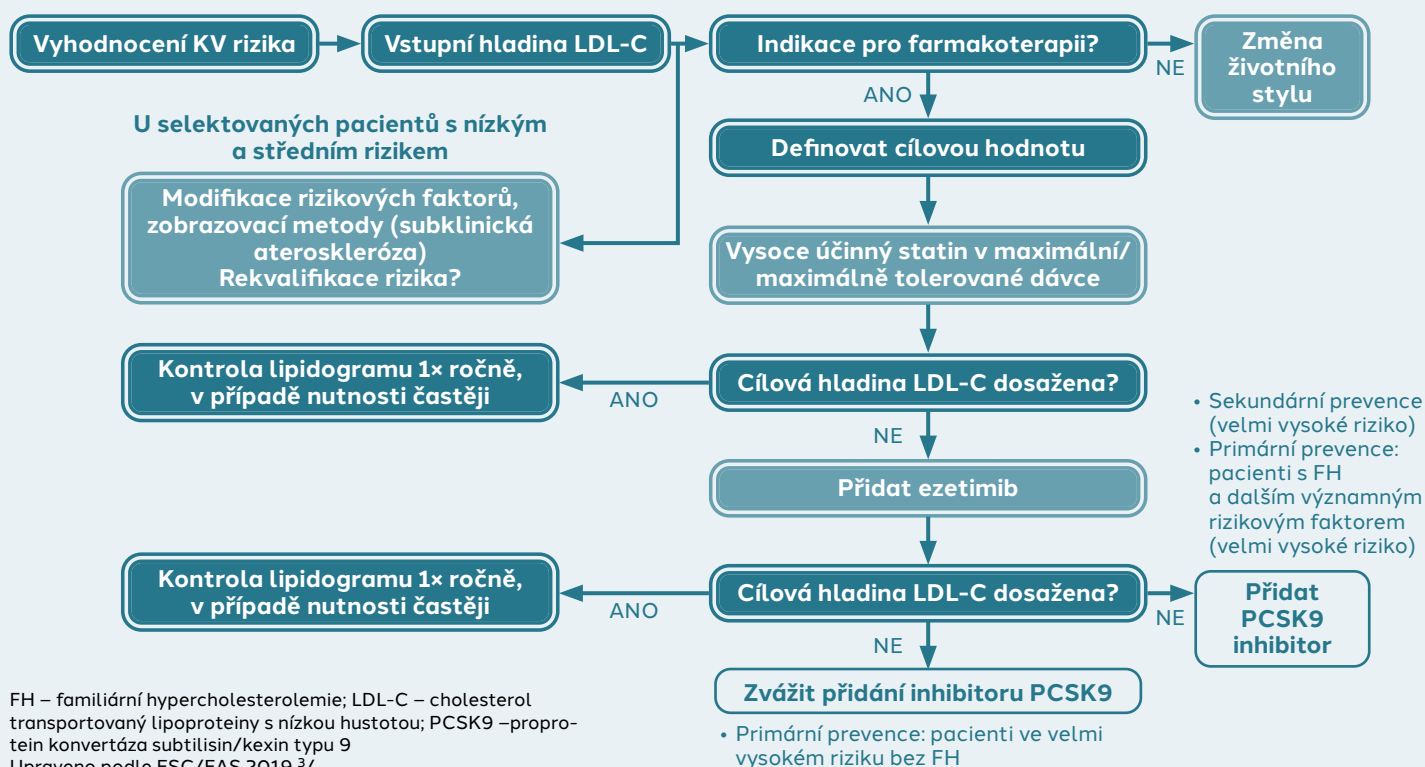 Vyhodnocení KV rizika
Vstupní hladina LDL-C
Indikace pro farmakoterapii?
NE
Změna
životního
stylu
ANO
U selektovaných pacientů s nízkým
a středním rizikem
Definovat cílovou hodnotu
Modifikace rizikových faktorů,
zobrazovací metody (subklinická
ateroskleróza)
Rekvalifikace rizika?
Vysoce účinný statin v maximální/
maximálně tolerované dávce
Kontrola lipidogramu 1× ročně,
v případě nutnosti častěji
ANO
Cílová hladina LDL-C dosažena?
NE
• Sekundární prevence
(velmi vysoké riziko)
• Primární prevence:
pacienti s FH
a dalším významným
rizikovým faktorem
(velmi vysoké riziko)
Přidat ezetimib
Kontrola lipidogramu 1× ročně,
v případě nutnosti častěji
ANO
Cílová hladina LDL-C dosažena?
NE
Přidat
PCSK9
inhibitor
NE
Zvážit přidání inhibitoru PCSK9
• Primární prevence: pacienti ve velmi
vysokém riziku bez FH
FH – familiární hypercholesterolemie; LDL-C – cholesterol
transportovaný lipoproteiny s nízkou hustotou; PCSK9 –propro-
tein konvertáza subtilisin/kexin typu 9
Upraveno podle ESC/EAS 2019 3/